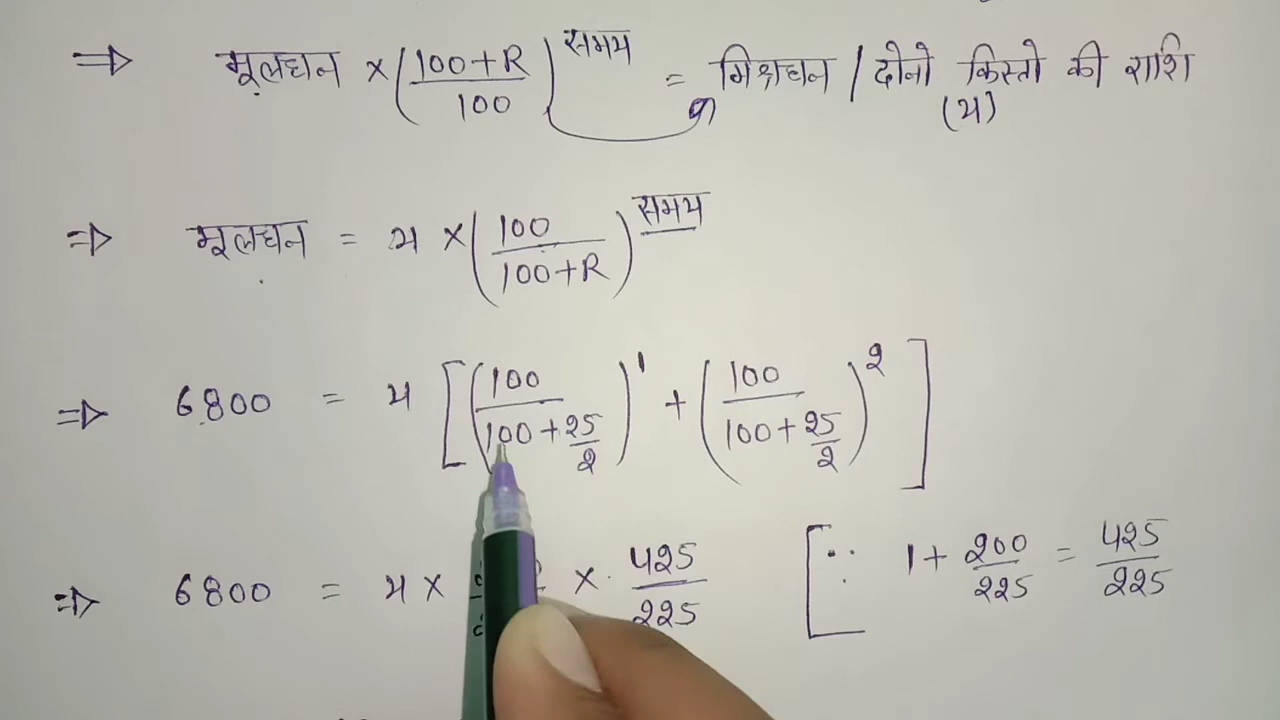 ⇒ मूलधन × (100+R / 100)^समय = मिश्रधन / दोनो किस्तो की राशि
(य)
⇒ मूलधन = य × (100 / 100+R)^समय
⇒ 6800 = य [(100 / 100 + 25/2)^1 + (100 / 100 + 25/2)^2]
⇒ 6800 = य × × 425/225 [∵ 1 + 200/225 = 425/225